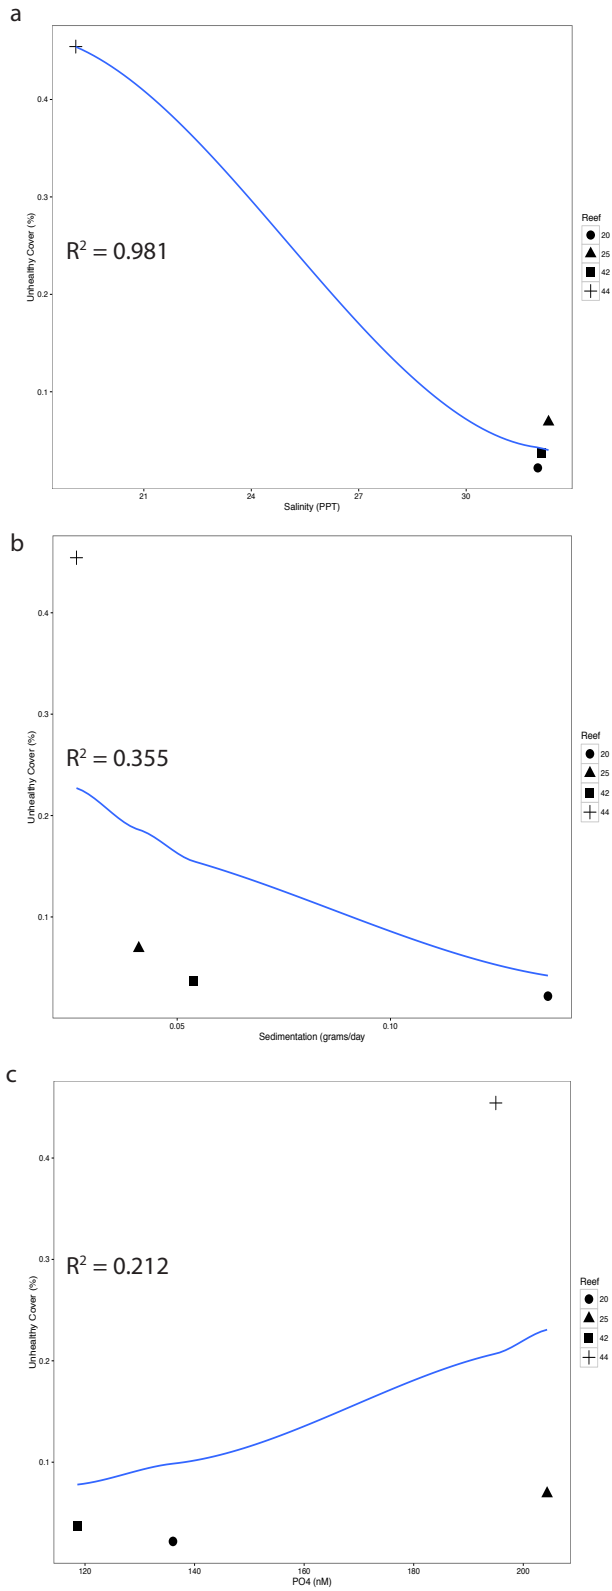 a
0.4
0.3
0.2
0.1
Unhealthy Cover (%)
R² = 0.981
21 24 27 30
Salinity (PPT)
Reef
20
25
42
44
b
0.4
0.3
0.2
0.1
Unhealthy Cover (%)
R² = 0.355
0.05 0.10
Sedimentation (grams/day
Reef
20
25
42
44
c
0.4
0.3
0.2
0.1
Unhealthy Cover (%)
R² = 0.212
120 140 160 180 200
PO4 (nM)
Reef
20
25
42
44